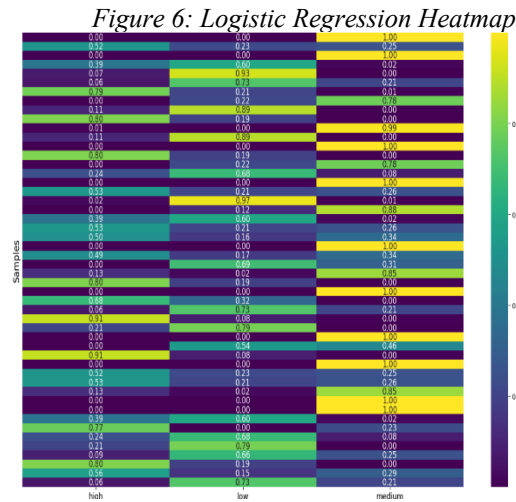 Figure 6: Logistic Regression Heatmap
0.00 0.00 1.00
0.52 0.23 0.25
0.00 0.00 1.00
0.39 0.60 0.02
0.07 0.93 0.00
0.06 0.73 0.21
0.79 0.21 0.01
0.00 0.22 0.78
0.11 0.89 0.00
0.80 0.19 0.00
0.01 0.00 0.99
0.11 0.89 0.00
0.00 0.00 1.00
0.80 0.19 0.00
0.00 0.22 0.78
0.24 0.68 0.08
0.00 0.00 1.00
0.53 0.21 0.26
0.02 0.97 0.01
0.00 0.12 0.88
0.39 0.60 0.02
0.53 0.21 0.26
0.50 0.16 0.34
0.00 0.00 1.00
0.49 0.17 0.34
0.00 0.69 0.31
0.13 0.02 0.85
0.80 0.19 0.00
0.00 0.00 1.00
0.68 0.32 0.00
0.06 0.73 0.21
0.91 0.08 0.00
0.21 0.79 0.00
0.00 0.00 1.00
0.00 0.54 0.46
0.91 0.08 0.00
0.00 0.00 1.00
0.52 0.23 0.25
0.53 0.21 0.26
0.13 0.02 0.85
0.00 0.00 1.00
0.00 0.00 1.00
0.39 0.60 0.02
0.77 0.00 0.23
0.24 0.68 0.08
0.21 0.79 0.00
0.09 0.66 0.25
0.80 0.19 0.00
0.56 0.15 0.29
0.06 0.73 0.21
Samples
high low medium